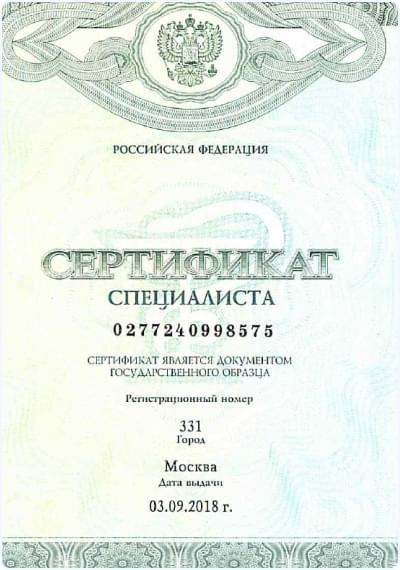 РОССИЙСКАЯ ФЕДЕРАЦИЯ
СЕРТИФИКАТ
СПЕЦИАЛИСТА
0277240998575
СЕРТИФИКАТ ЯВЛЯЕТСЯ ДОКУМЕНТОМ
ГОСУДАРСТВЕННОГО ОБРАЗЦА
Регистрационный номер
331
Город
Москва
Дата выдачи
03.09.2018 г.